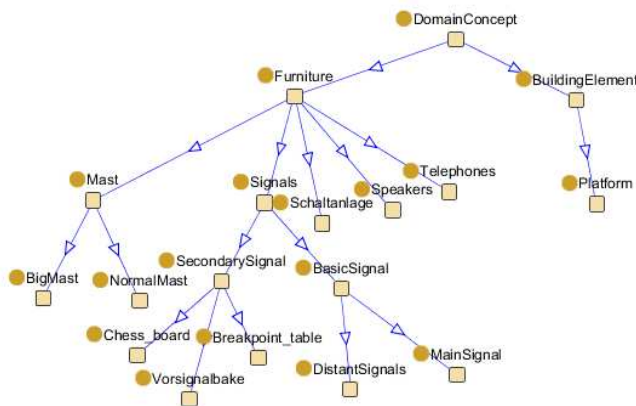 DomainConcept
Furniture
BuildingElement
Mast
Signals
Schaltanlage
Speakers
Telephones
Platform
BigMast
NormalMast
SecondarySignal
BasicSignal
Chess_board
Breakpoint_table
Vorsignalbake
DistantSignals
MainSignal